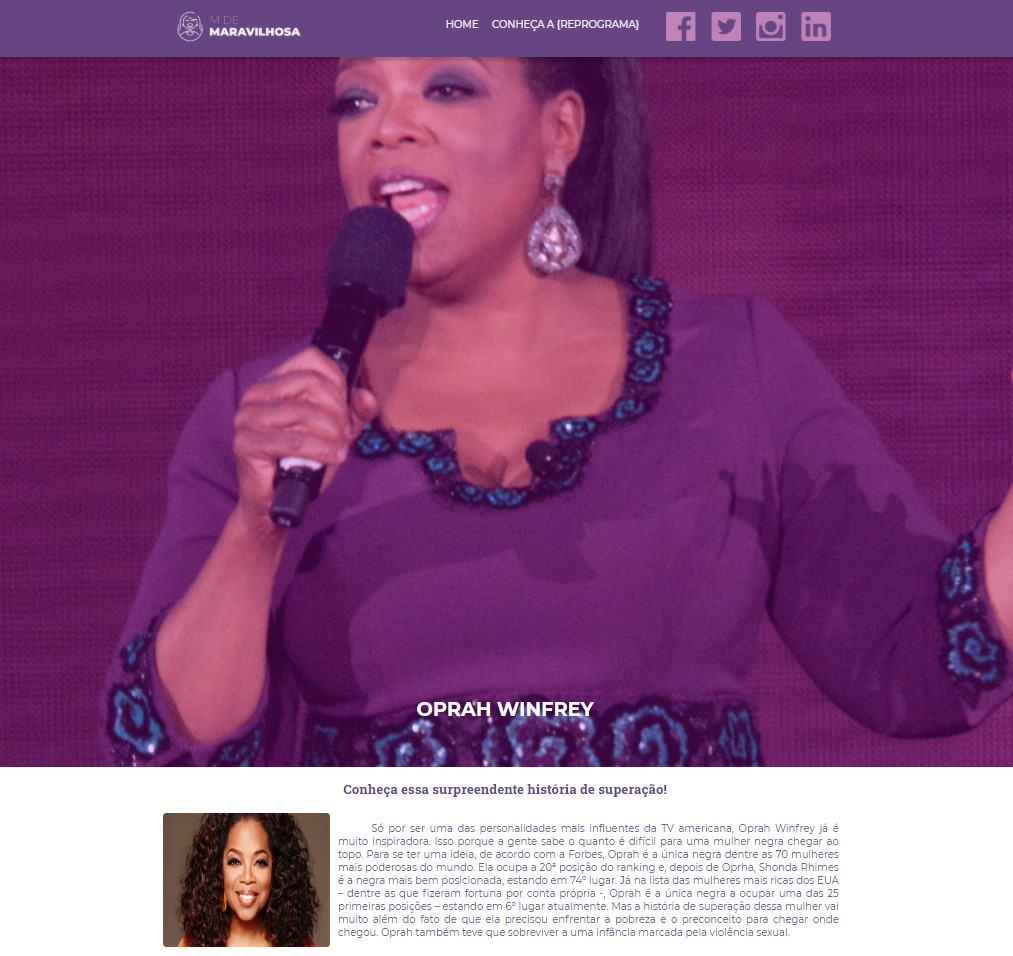 M DE
MARAVILHOSA
HOME CONHEÇA A {REPROGRAMA}
OPRAH WINFREY
Conheça essa surpreendente história de superação!
Só por ser uma das personalidades mais influentes da TV americana, Oprah Winfrey já é
muito inspiradora. Isso porque a gente sabe o quanto é difícil para uma mulher negra chegar ao
topo. Para se ter uma ideia, de acordo com a Forbes, Oprah é a única negra dentre as 70 mulheres
mais poderosas do mundo. Ela ocupa a 20ª posição do ranking e, depois de Oprha, Shonda Rhimes
é a negra mais bem posicionada, estando em 74º lugar. Já na lista das mulheres mais ricas dos EUA
– dentre as que fizeram fortuna por conta própria -, Oprah é a única negra a ocupar uma das 25
primeiras posições – estando em 6º lugar atualmente. Mas a história de superação dessa mulher vai
muito além do fato de que ela precisou enfrentar a pobreza e o preconceito para chegar onde
chegou. Oprah também teve que sobreviver a uma infância marcada pela violência sexual.